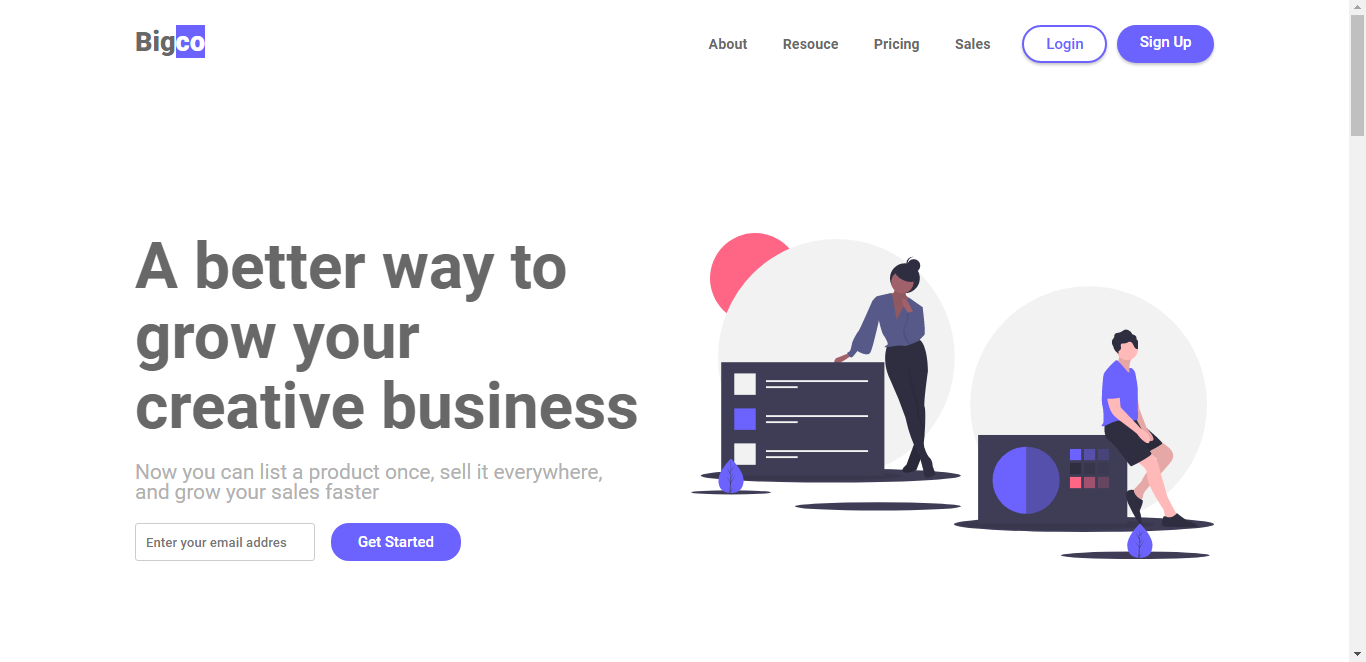 Bigco
About
Resouce
Pricing
Sales
Login
Sign Up
A better way to
grow your
creative business
Now you can list a product once, sell it everywhere,
and grow your sales faster
Enter your email addres
Get Started